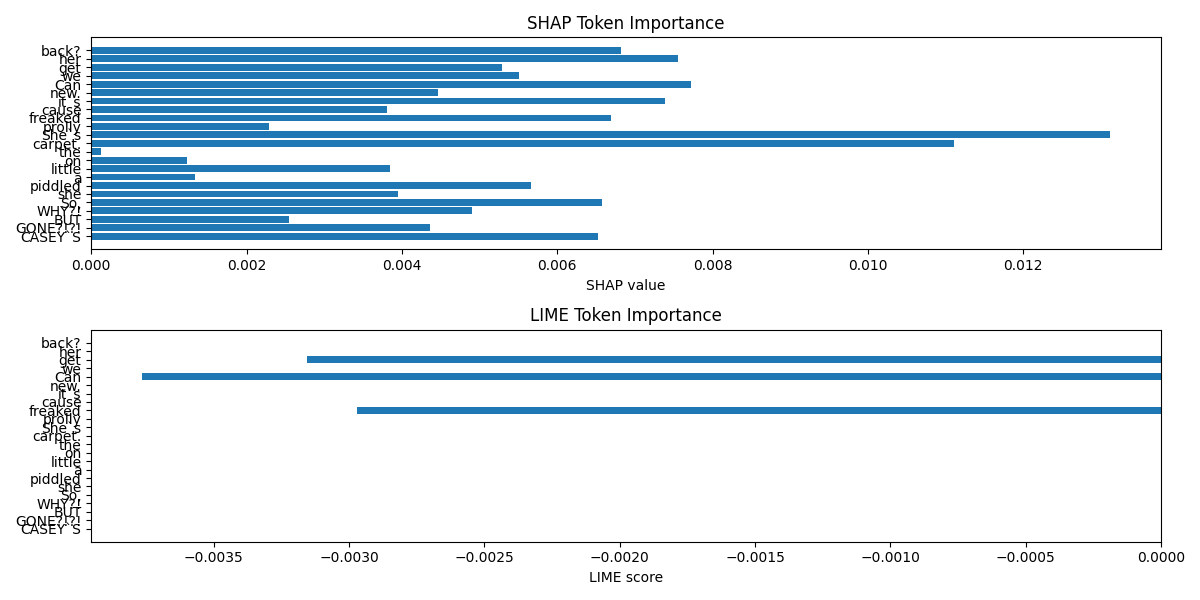 SHAP Token Importance
back?
her
get
we
Can
new.
it s
cause
freaked
prolly
She s
carpet.
the
on
little
a
piddled
she
So,
WHY?!
BUT
GONE?!?!
CASEY S
0.000 0.002 0.004 0.006 0.008 0.010 0.012
SHAP value
LIME Token Importance
back?
her
get
we
Can
new.
it s
cause
freaked
prolly
She s
carpet.
the
on
little
a
piddled
she
So,
WHY?!
BUT
GONE?!?!
CASEY S
−0.0035 −0.0030 −0.0025 −0.0020 −0.0015 −0.0010 −0.0005 0.0000
LIME score